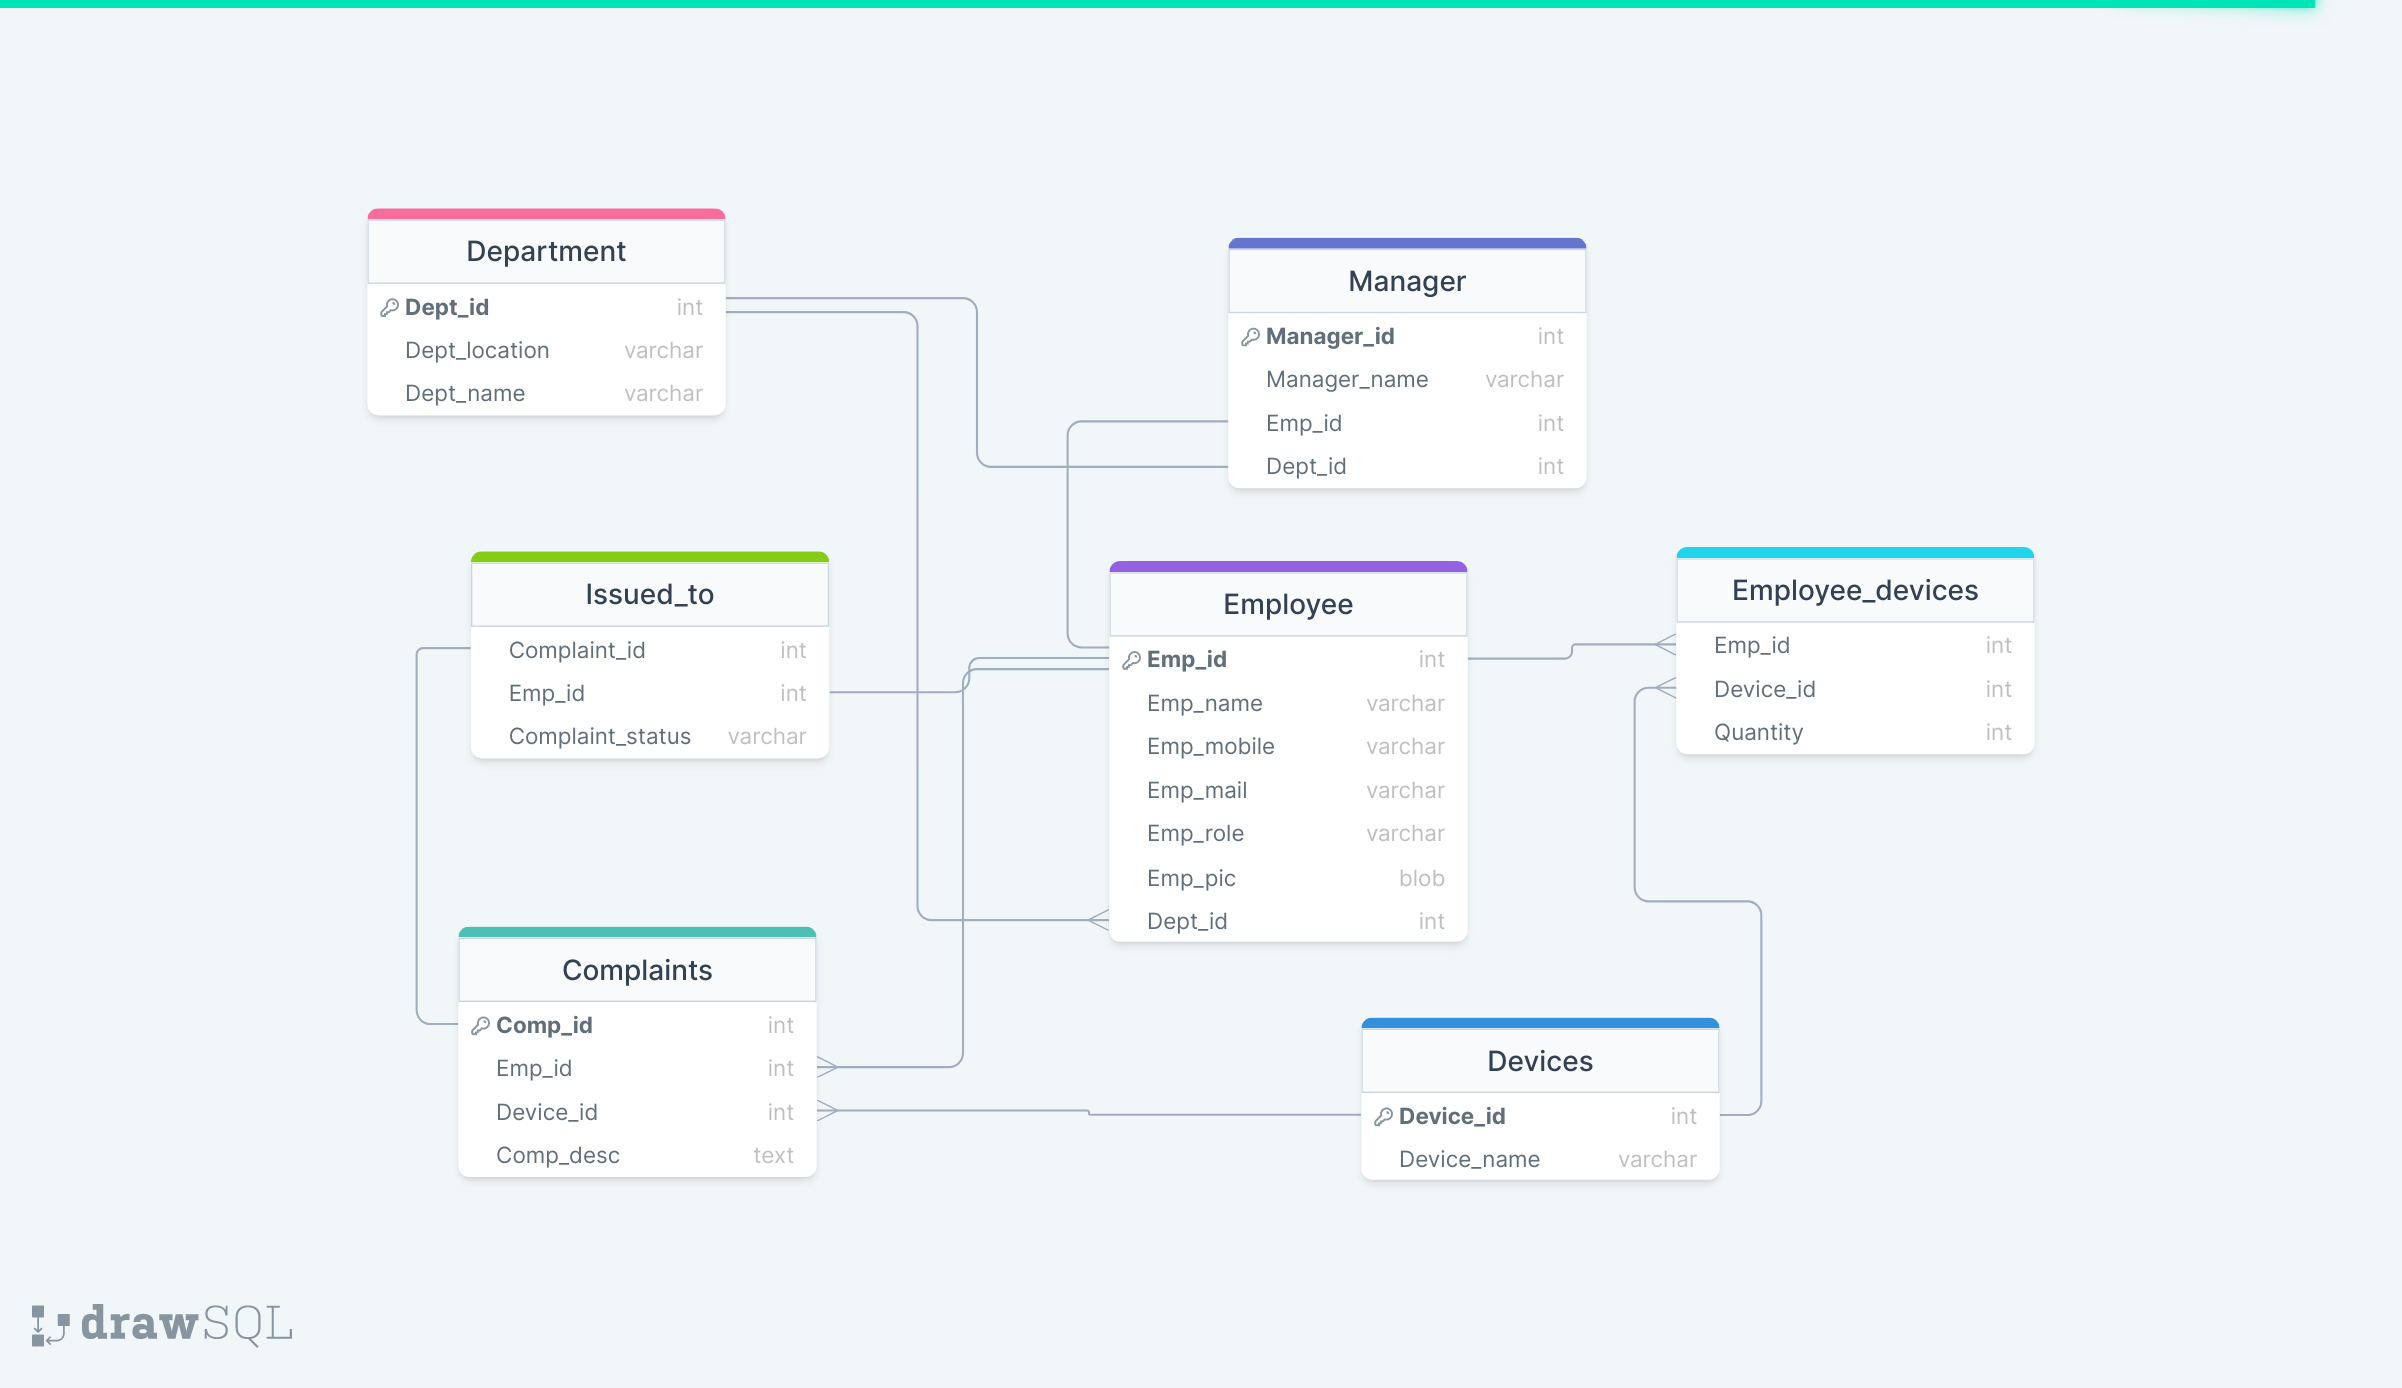 Department
Dept_id int
Dept_location varchar
Dept_name varchar
Manager
Manager_id int
Manager_name varchar
Emp_id int
Dept_id int
Issued_to
Complaint_id int
Emp_id int
Complaint_status varchar
Employee
Emp_id int
Emp_name varchar
Emp_mobile varchar
Emp_mail varchar
Emp_role varchar
Emp_pic blob
Dept_id int
Employee_devices
Emp_id int
Device_id int
Quantity int
Complaints
Comp_id int
Emp_id int
Device_id int
Comp_desc text
Devices
Device_id int
Device_name varchar
drawSQL